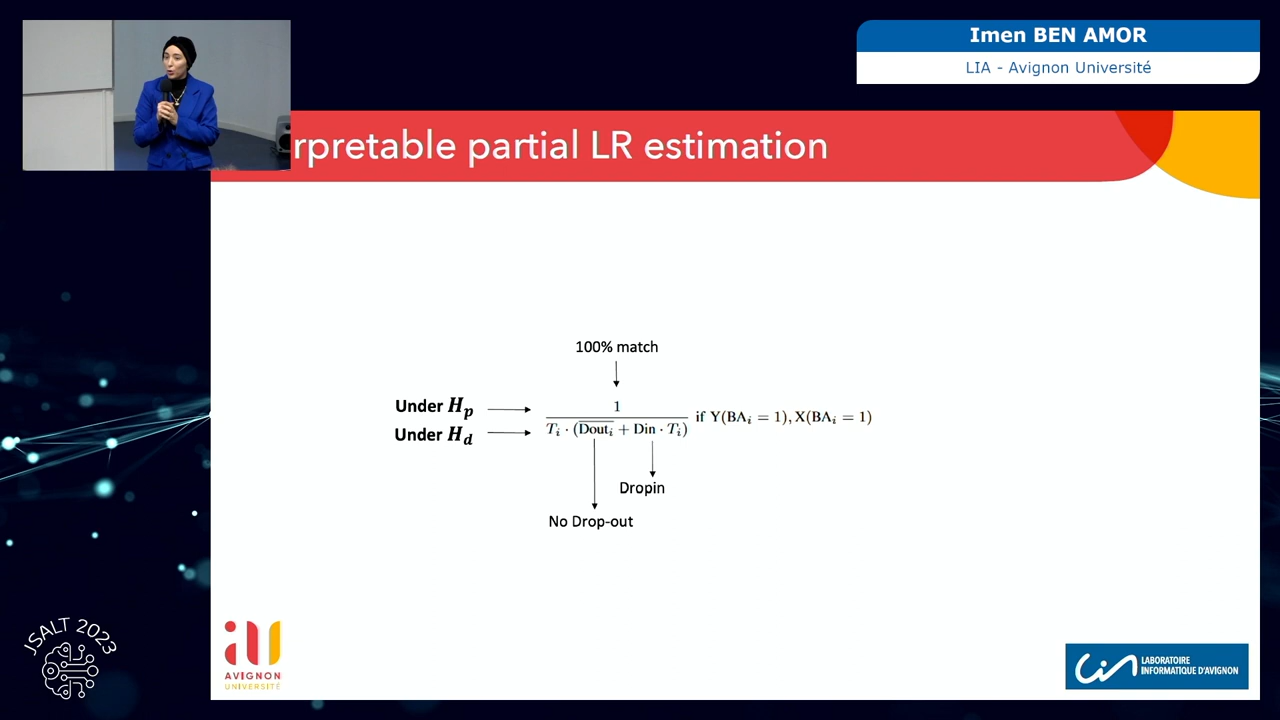 Imen BEN AMOR
LIA - Avignon Université
rpretable partial LR estimation
100% match
Under H_p
1
if Y(BA_i = 1), X(BA_i = 1)
Under H_d
T_i · (\overline{Dout_i} + Din · T_i)
Dropin
No Drop-out
JSALT 2023
AVIGNON
UNIVERSITÉ
LABORATOIRE
INFORMATIQUE D'AVIGNON